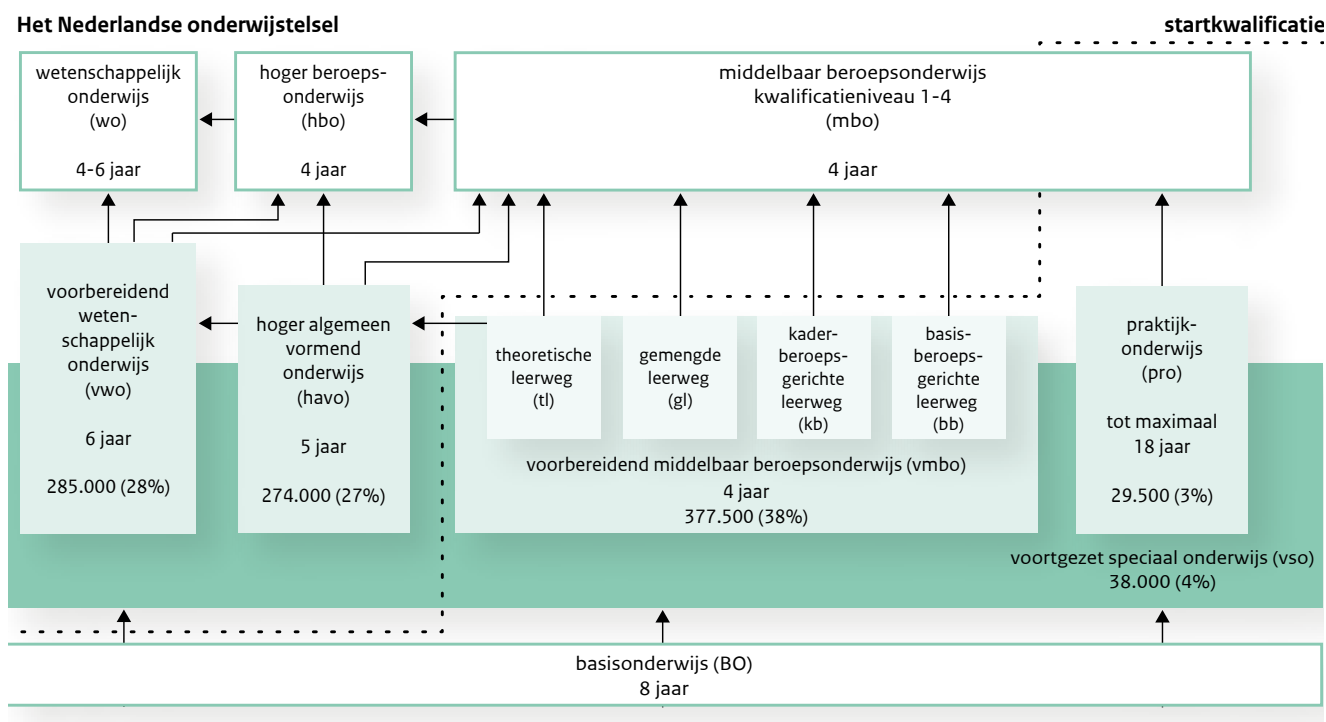 Het Nederlandse onderwijstelsel
startkwalificatie
wetenschappelijk
onderwijs
(wo)
4-6 jaar
hoger beroeps-
onderwijs
(hbo)
4 jaar
middelbaar beroepsonderwijs
kwalificatieniveau 1-4
(mbo)
4 jaar
voorbereidend
weten-
schappelijk
onderwijs
(vwo)
6 jaar
285.000 (28%)
hoger algemeen
vormend
onderwijs
(havo)
5 jaar
274.000 (27%)
theoretische
leerweg
(tl)
gemengde
leerweg
(gl)
kader-
beroeps-
gerichte
leerweg
(kb)
basis-
beroeps-
gerichte
leerweg
(bb)
voorbereidend middelbaar beroepsonderwijs (vmbo)
4 jaar
377.500 (38%)
praktijk-
onderwijs
(pro)
tot maximaal
18 jaar
29.500 (3%)
voortgezet speciaal onderwijs (vso)
38.000 (4%)
basisonderwijs (BO)
8 jaar